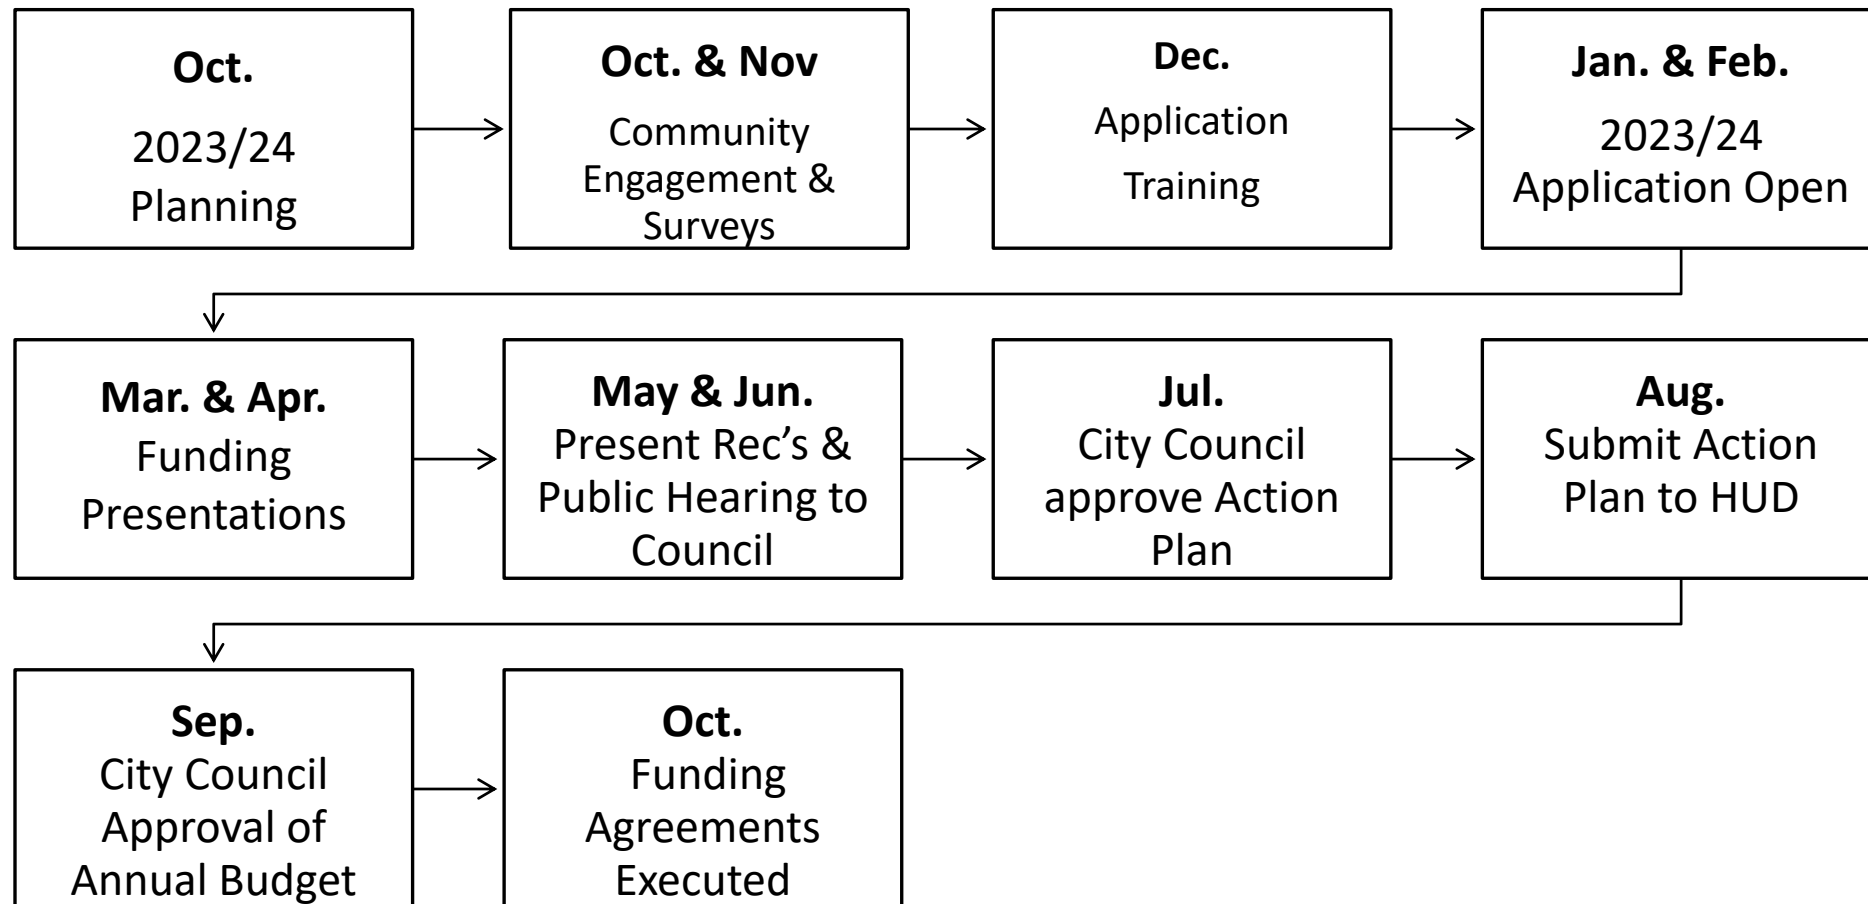 Oct.
2023/24
Planning
Oct. & Nov
Community
Engagement &
Surveys
Dec.
Application
Training
Jan. & Feb.
2023/24
Application Open
Mar. & Apr.
Funding
Presentations
May & Jun.
Present Rec’s &
Public Hearing to
Council
Jul.
City Council
approve Action
Plan
Aug.
Submit Action
Plan to HUD
Sep.
City Council
Approval of
Annual Budget
Oct.
Funding
Agreements
Executed